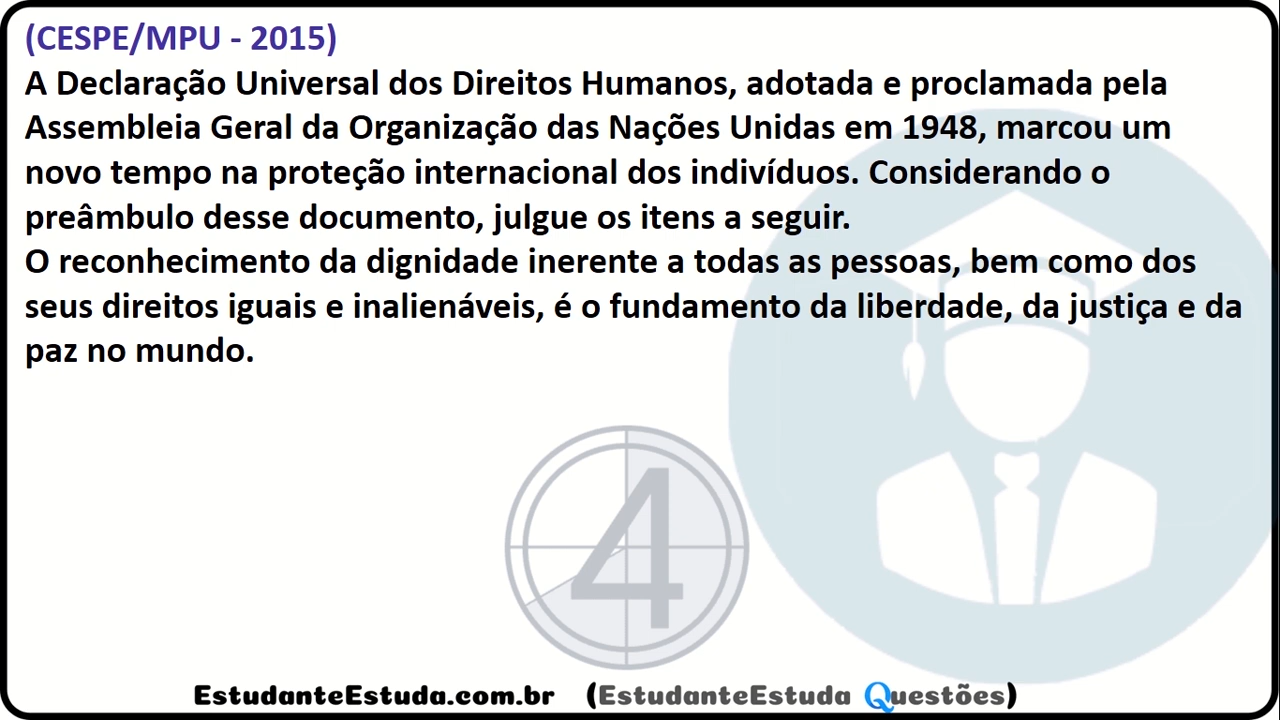 (CESPE/MPU - 2015)
A Declaração Universal dos Direitos Humanos, adotada e proclamada pela
Assembleia Geral da Organização das Nações Unidas em 1948, marcou um
novo tempo na proteção internacional dos indivíduos. Considerando o
preâmbulo desse documento, julgue os itens a seguir.
O reconhecimento da dignidade inerente a todas as pessoas, bem como dos
seus direitos iguais e inalienáveis, é o fundamento da liberdade, da justiça e da
paz no mundo.
4
EstudanteEstuda.com.br (EstudanteEstuda Questões)